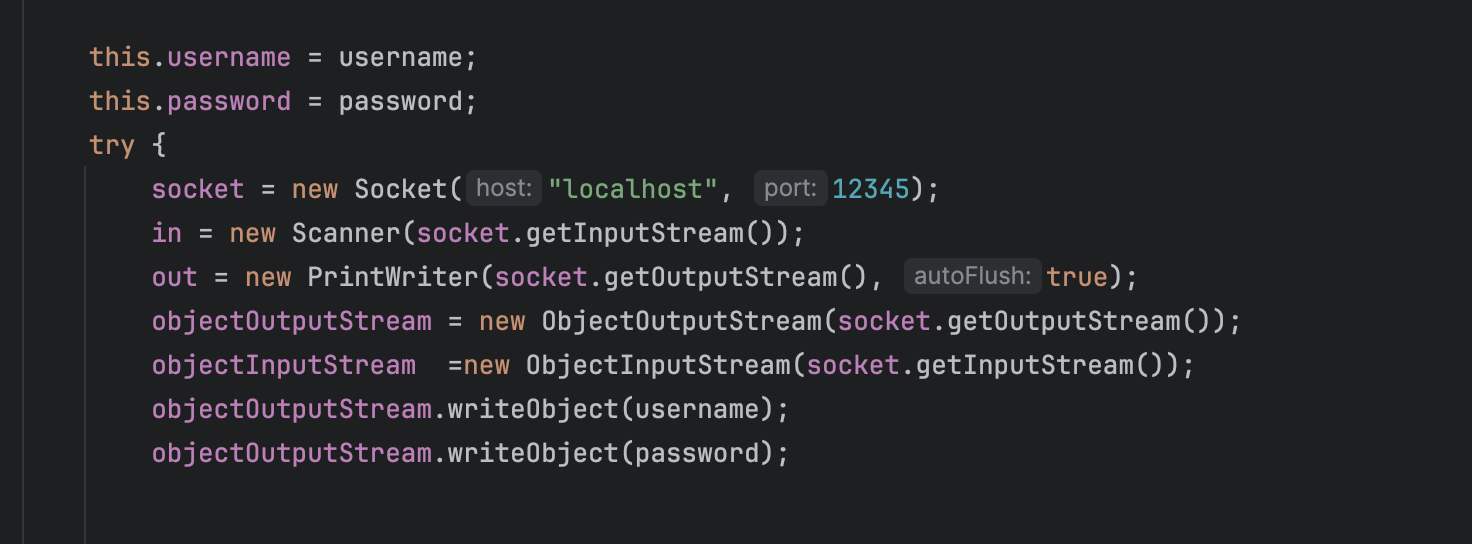 this.username = username;
this.password = password;
try {
socket = new Socket( host: "localhost", port: 12345);
in = new Scanner(socket.getInputStream());
out = new PrintWriter(socket.getOutputStream(), autoFlush: true);
objectOutputStream = new ObjectOutputStream(socket.getOutputStream());
objectInputStream  =new ObjectInputStream(socket.getInputStream());
objectOutputStream.writeObject(username);
objectOutputStream.writeObject(password);